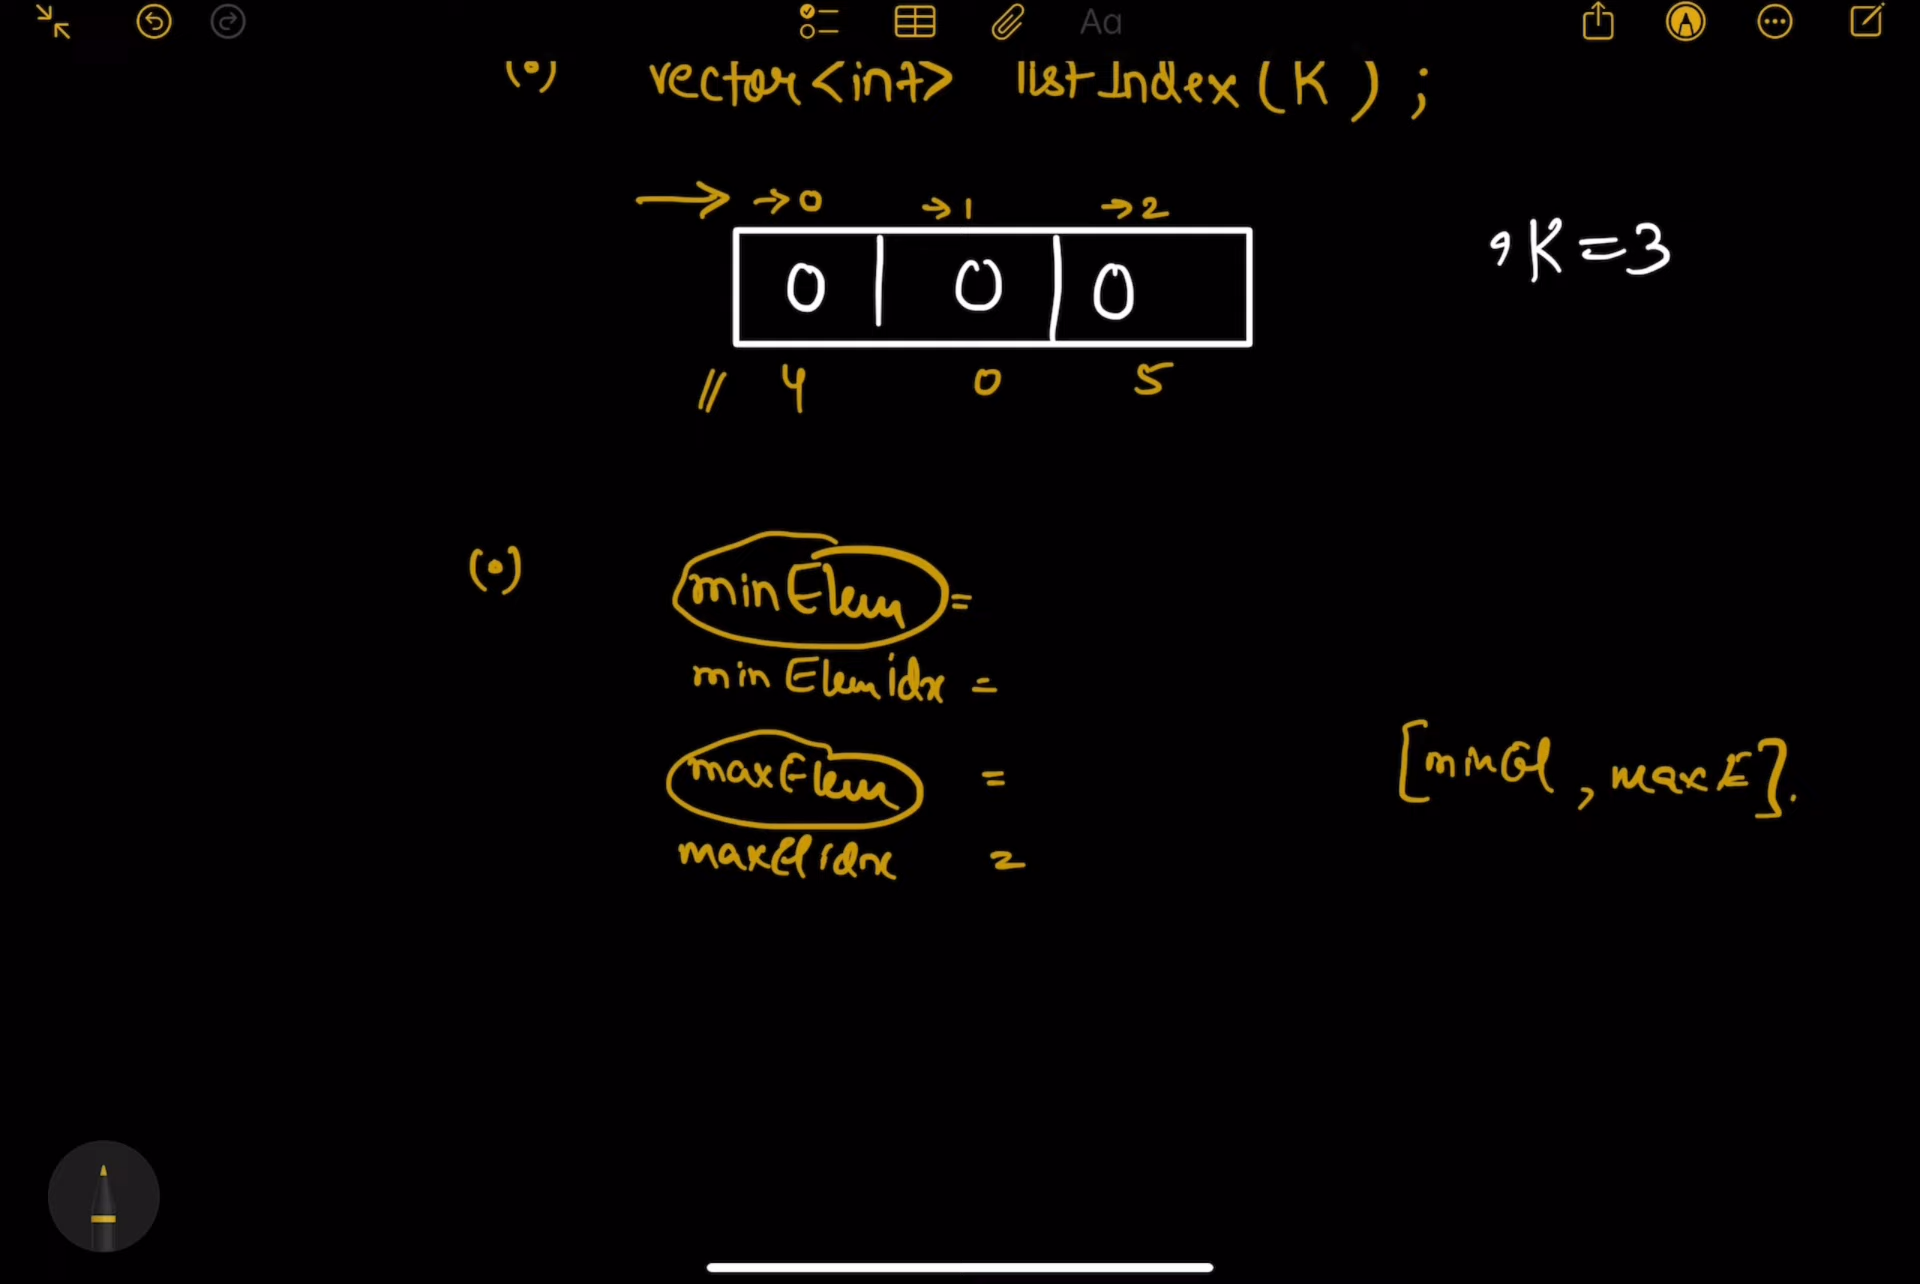 Aa
(•) vector<int> listIndex(K);
→ →0 →1 →2
, K=3
0 | 0 | 0
// 4 0 5
(•) minElem =
minElemidx =
maxElem =
[minEl, maxE].
maxElidx =